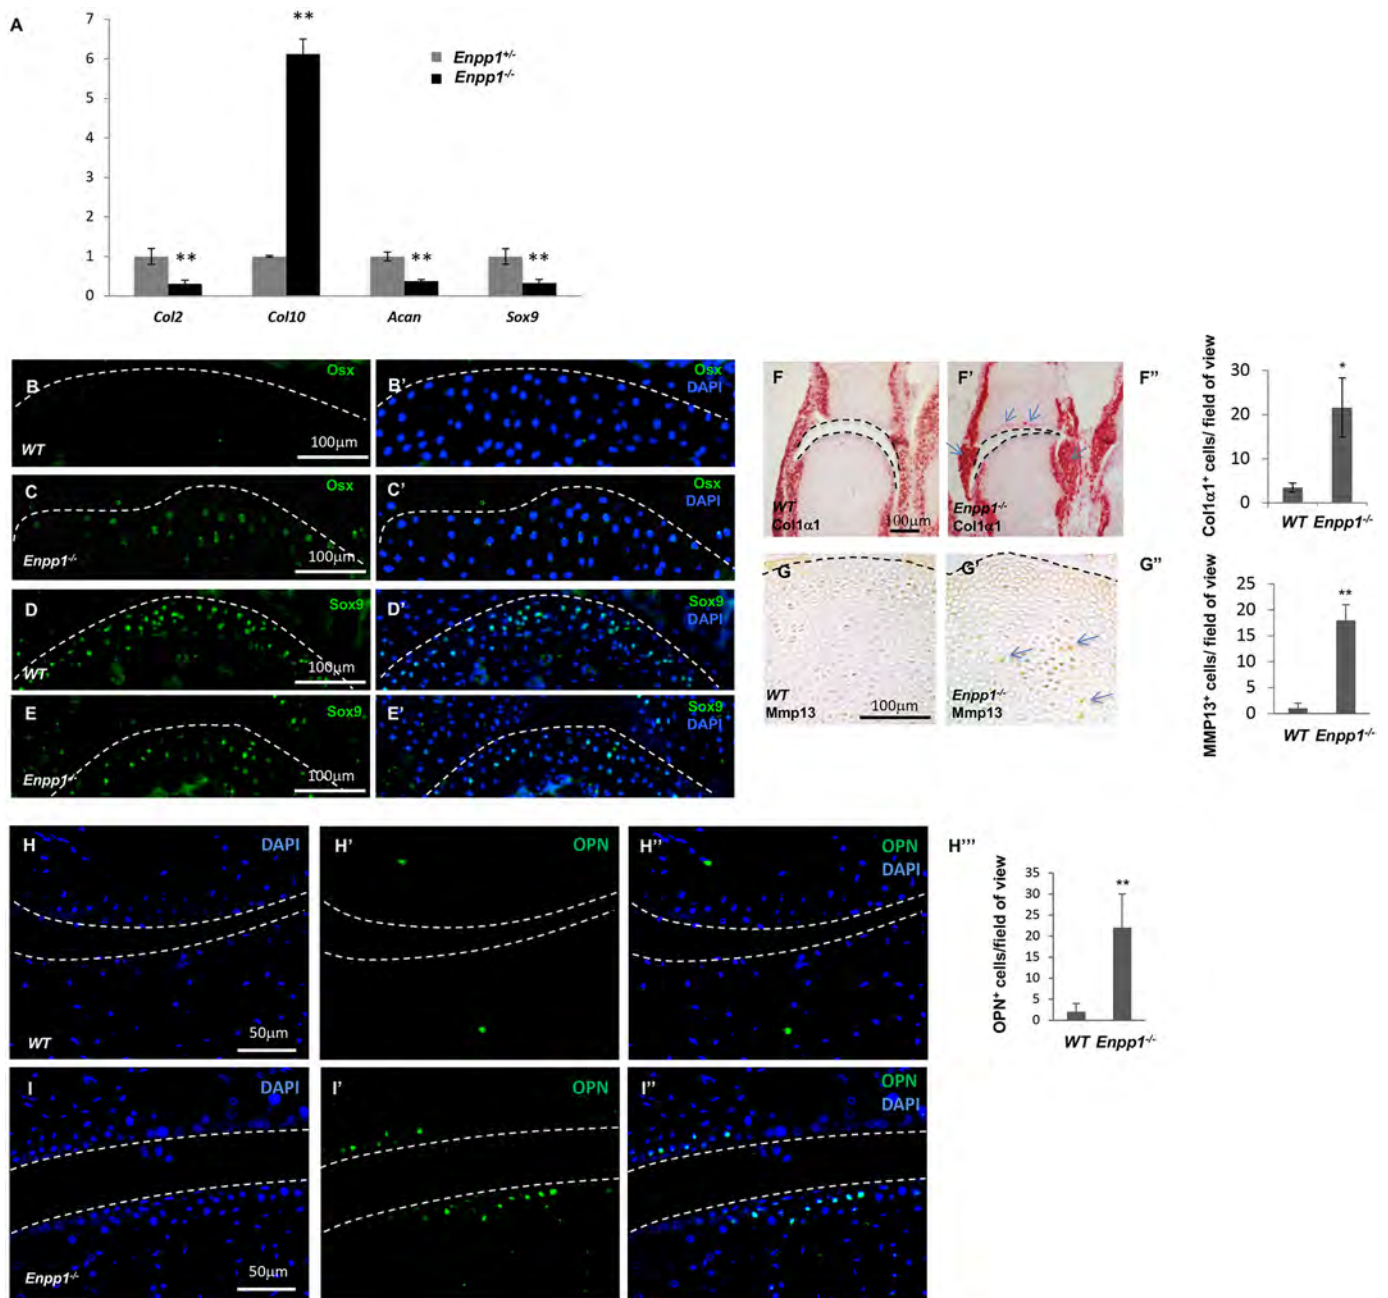 A
7
6
5
4
3
2
1
0
**
**
**
**
Enpp1+/-
Enpp1-/-
Col2 Col10 Acan Sox9
B
Osx
WT
100μm
B'
Osx
DAPI
C
Osx
Enpp1-/-
100μm
C'
Osx
DAPI
D
Sox9
WT
100μm
D'
Sox9
DAPI
E
Sox9
Enpp1-/-
100μm
E'
Sox9
DAPI
F
WT
Col1α1
100μm
F'
Enpp1-/-
Col1α1
F"
Col1α1+ cells/ field of view
30
20
10
0
*
WT Enpp1-/-
G
WT
Mmp13
100μm
G'
Enpp1-/-
Mmp13
G"
MMP13+ cells/ field of view
25
20
15
10
5
0
**
WT Enpp1-/-
H
DAPI
WT
50μm
H'
OPN
H"
OPN
DAPI
H'''
OPN+ cells/field of view
35
30
25
20
15
10
5
0
**
WT Enpp1-/-
I
DAPI
Enpp1-/-
50μm
I'
OPN
I"
OPN
DAPI